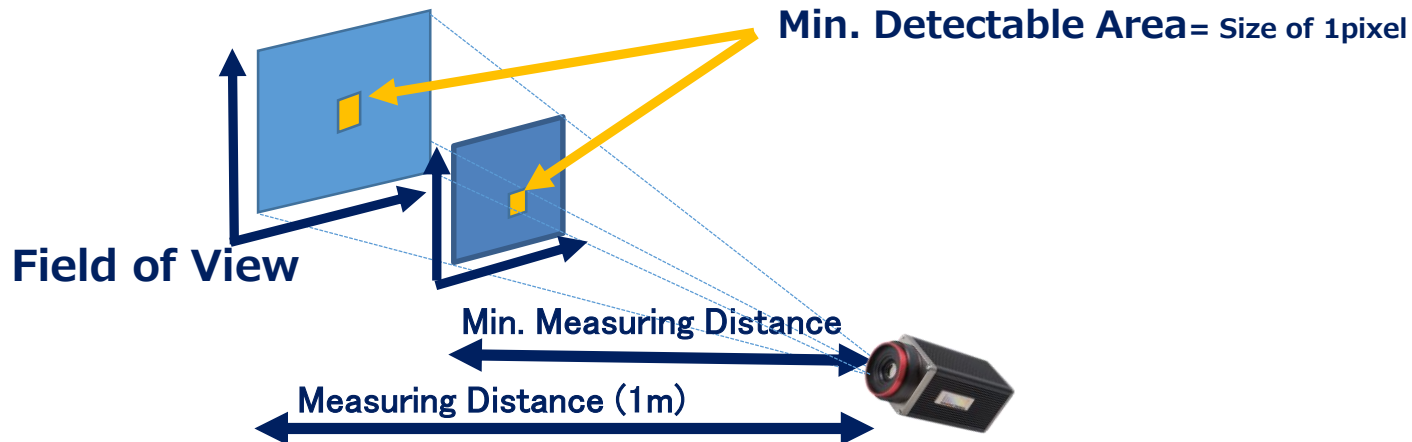 Min. Detectable Area= Size of 1pixel
Field of View
Min. Measuring Distance
Measuring Distance (1m)